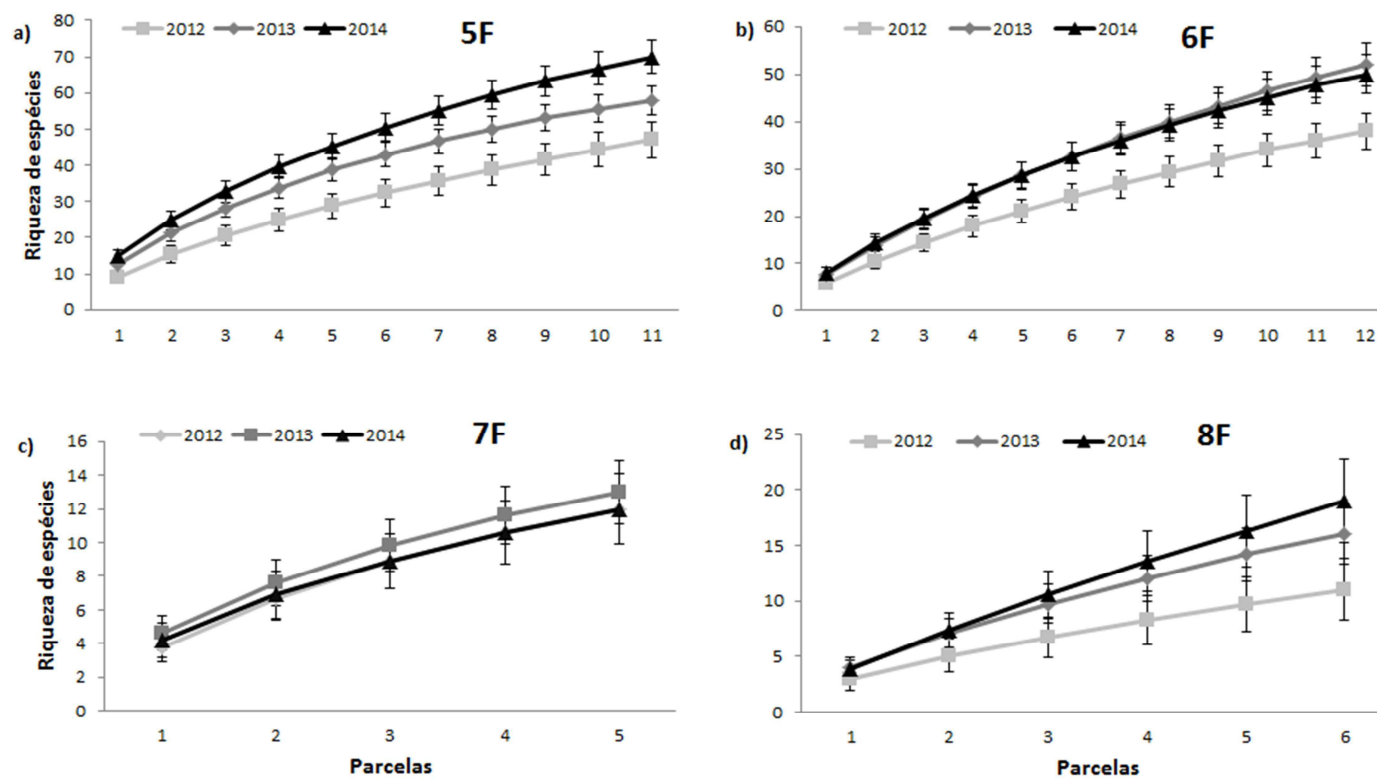 a) 2012 2013 2014 5F
Riqueza de espécies
80
70
60
50
40
30
20
10
0
1 2 3 4 5 6 7 8 9 10 11
b) 2012 2013 2014 6F
60
50
40
30
20
10
0
1 2 3 4 5 6 7 8 9 10 11 12
c) 2012 2013 2014 7F
Riqueza de espécies
16
14
12
10
8
6
4
2
0
1 2 3 4 5
Parcelas
d) 2012 2013 2014 8F
25
20
15
10
5
0
1 2 3 4 5 6
Parcelas